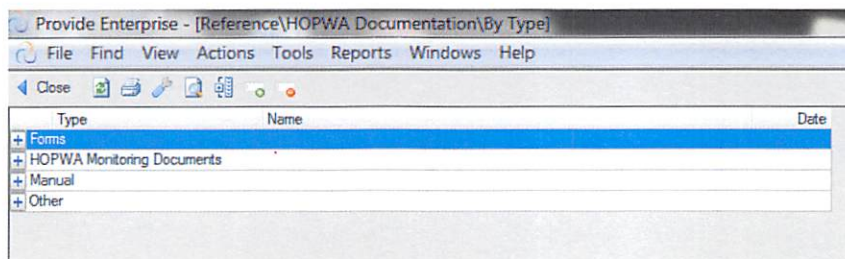 Provide Enterprise - [Reference\HOPWA Documentation\By Type]
File Find View Actions Tools Reports Windows Help
Close
Type Name Date
Forms
HOPWA Monitoring Documents
Manual
Other